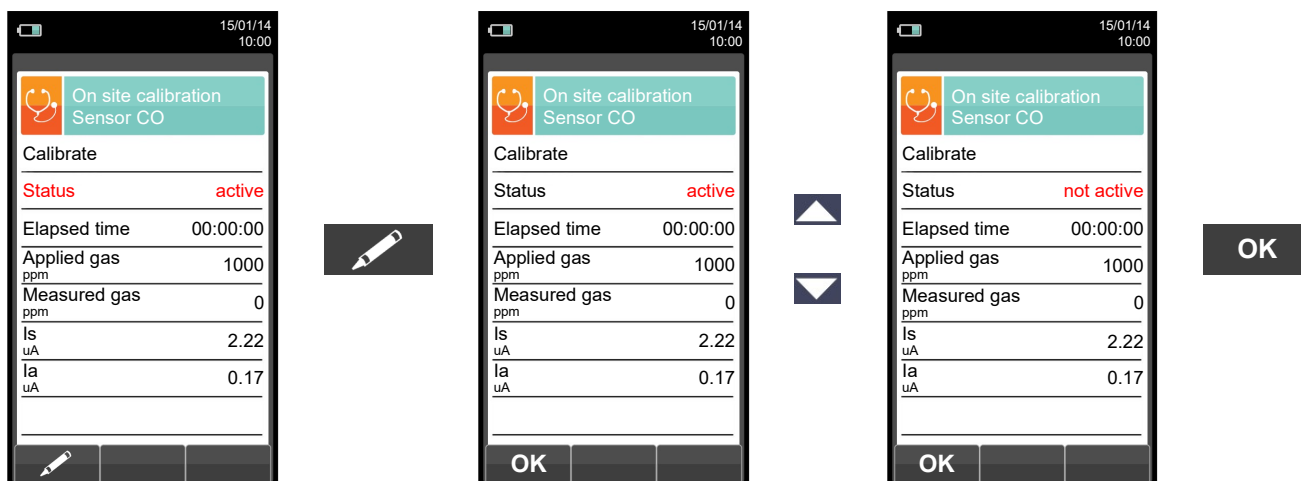 15/01/14
10:00
On site calibration
Sensor CO
Calibrate
Status active
Elapsed time 00:00:00
Applied gas
ppm 1000
Measured gas
ppm 0
Is
uA 2.22
Ia
uA 0.17
15/01/14
10:00
On site calibration
Sensor CO
Calibrate
Status active
Elapsed time 00:00:00
Applied gas
ppm 1000
Measured gas
ppm 0
Is
uA 2.22
Ia
uA 0.17
OK
15/01/14
10:00
On site calibration
Sensor CO
Calibrate
Status not active
Elapsed time 00:00:00
Applied gas
ppm 1000
Measured gas
ppm 0
Is
uA 2.22
Ia
uA 0.17
OK
OK